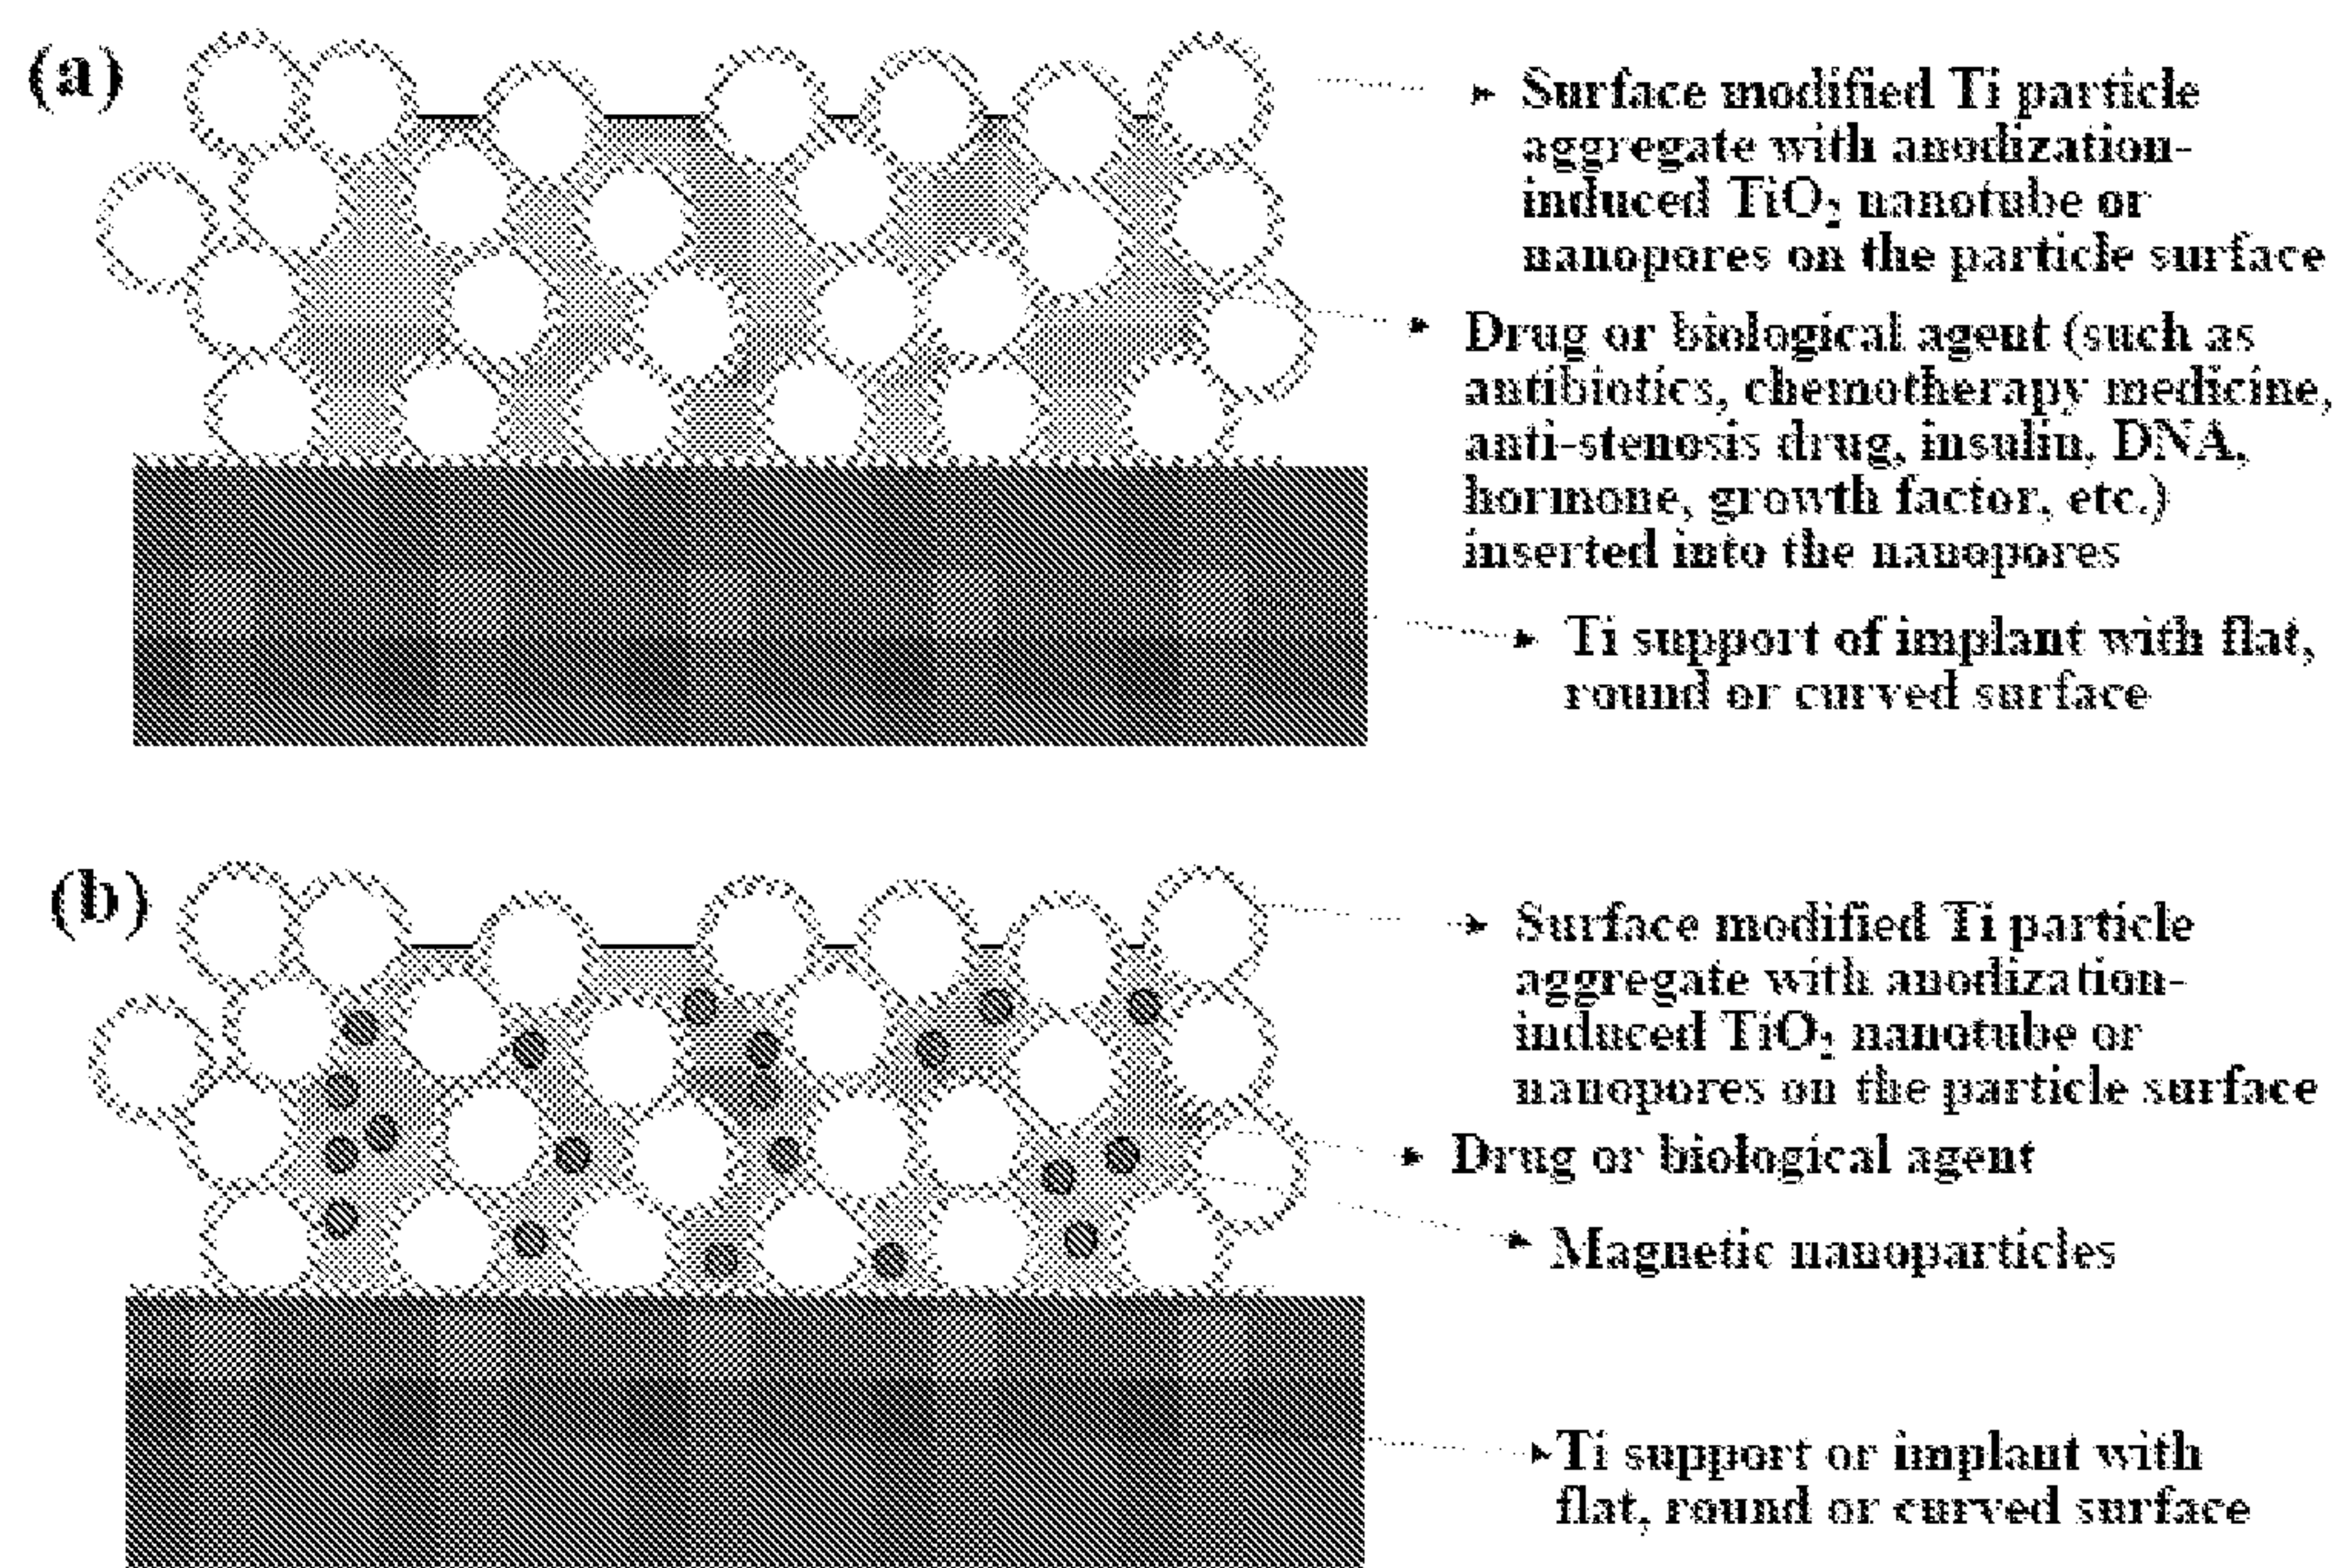 (a)
Surface modified Ti particle
aggregate with anodization-
induced TiO₂ nanotube or
nanopores on the particle surface
Drug or biological agent (such as
antibiotics, chemotherapy medicine,
anti-stenosis drug, insulin, DNA,
hormone, growth factor, etc.)
inserted into the nanopores
Ti support of implant with flat,
round or curved surface
(b)
Surface modified Ti particle
aggregate with anodization-
induced TiO₂ nanotube or
nanopores on the particle surface
Drug or biological agent
Magnetic nanoparticles
Ti support or implant with
flat, round or curved surface